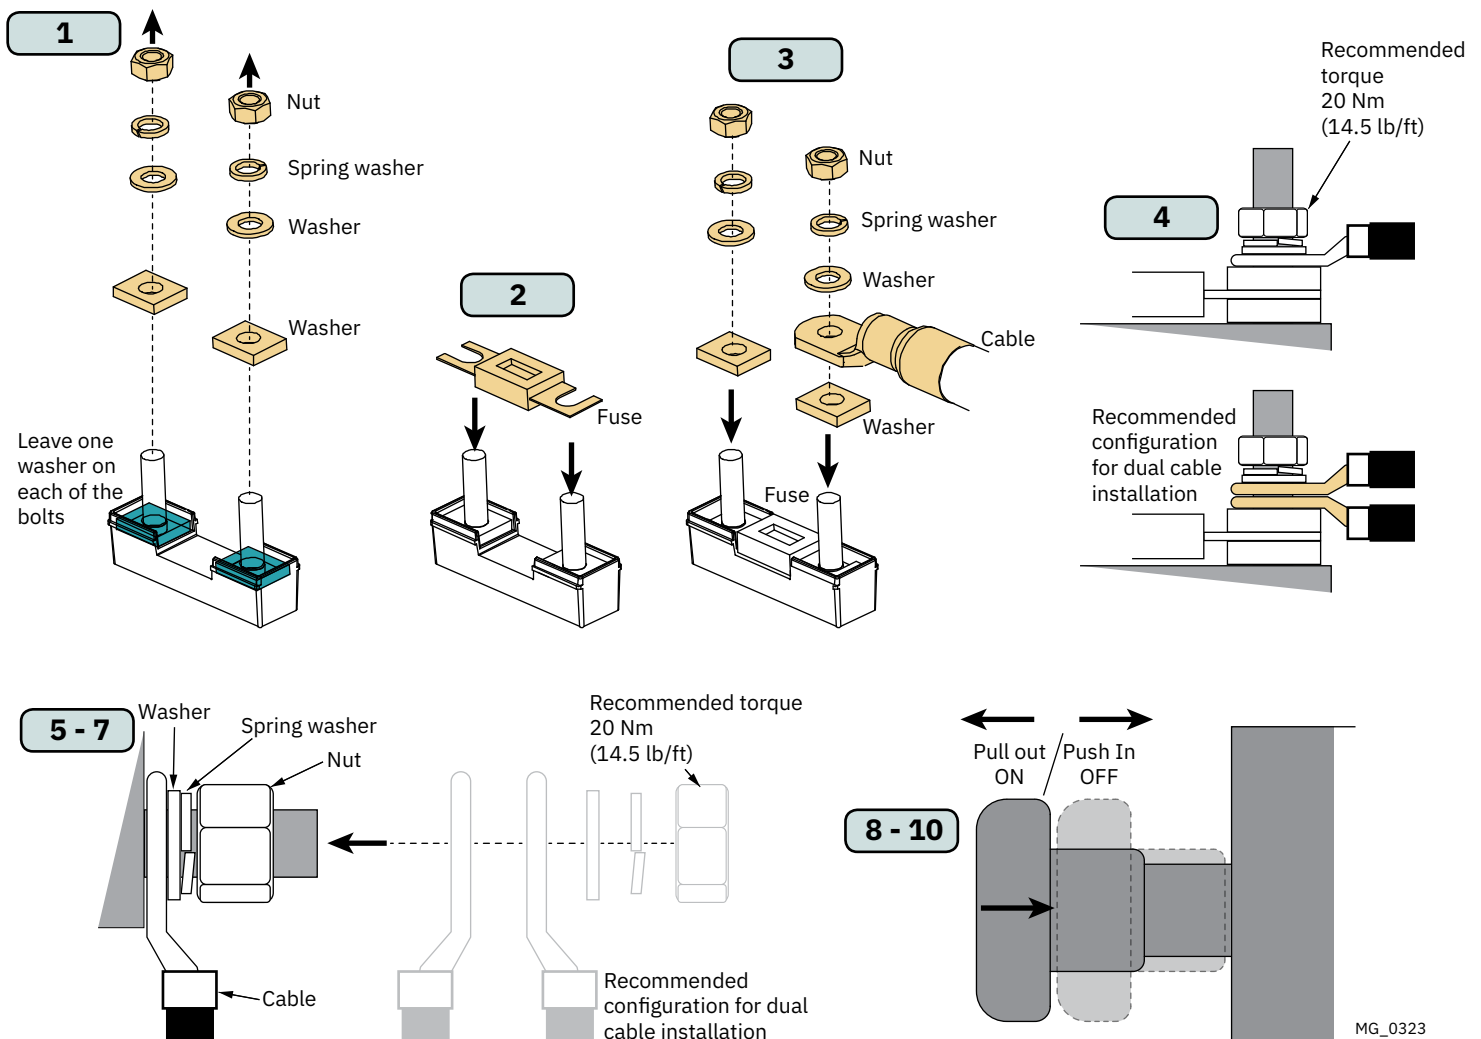 1
Nut
Spring washer
Washer
Washer
Leave one
washer on
each of the
bolts
2
Fuse
3
Nut
Spring washer
Washer
Cable
Washer
Fuse
4
Recommended
torque
20 Nm
(14.5 lb/ft)
Recommended
configuration
for dual cable
installation
5 - 7
Washer
Spring washer
Nut
Cable
Recommended torque
20 Nm
(14.5 lb/ft)
Recommended
configuration for dual
cable installation
8 - 10
Pull out
ON
Push In
OFF
MG_0323